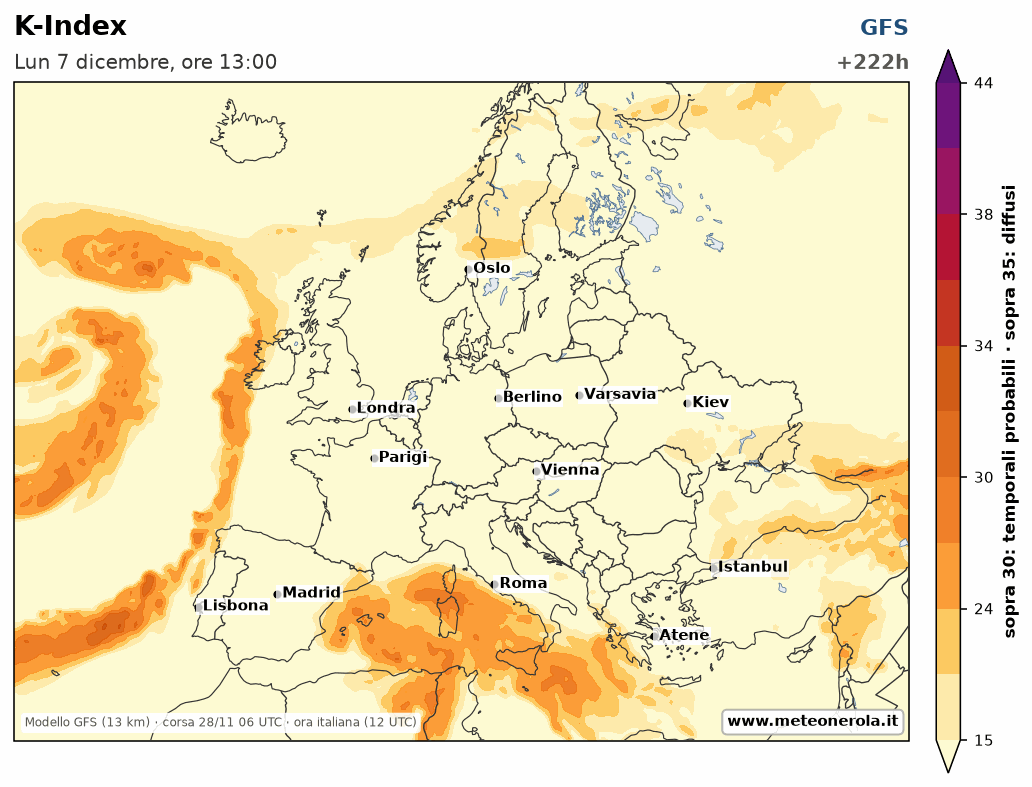 K-Index
GFS
Lun 7 dicembre, ore 13:00
+222h
44
38
34
30
24
15
sopra 30: temporali probabili · sopra 35: diffusi
Oslo
Londra
Berlino
Varsavia
Kiev
Parigi
Vienna
Istanbul
Roma
Madrid
Lisbona
Atene
Modello GFS (13 km) · corsa 28/11 06 UTC · ora italiana (12 UTC)
www.meteonerola.it